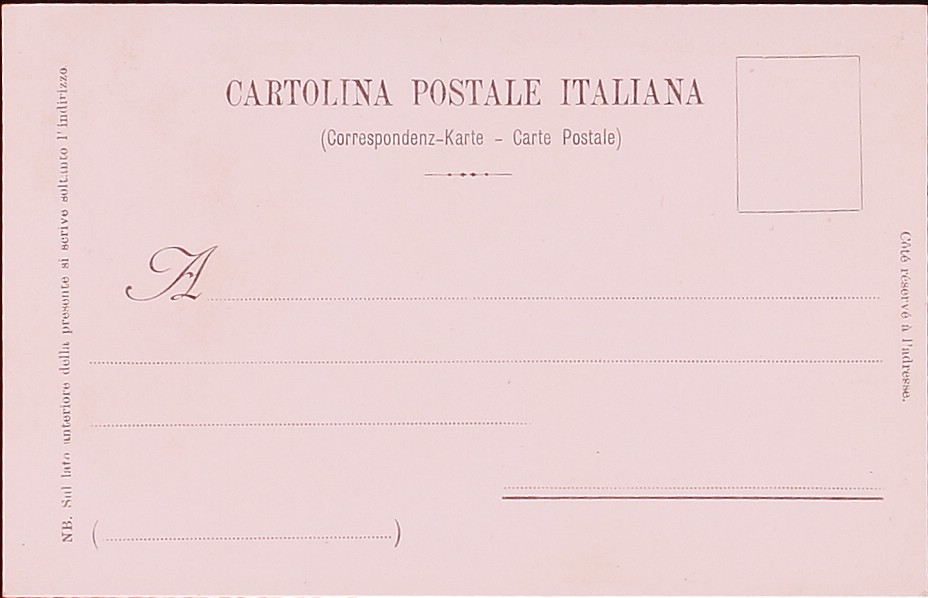 CARTOLINA POSTALE ITALIANA
(Correspondenz-Karte - Carte Postale)
A
( )
NB. Sul lato anteriore della presente si scrive soltanto l'indirizzo
Côté réservé à l'adresse.